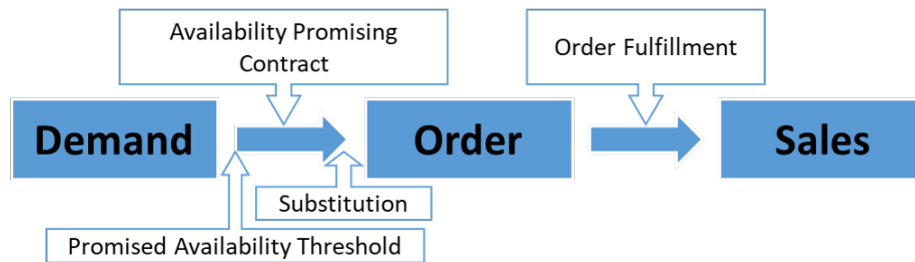 Availability Promising
Contract
Order Fulfillment
Demand
Order
Sales
Substitution
Promised Availability Threshold